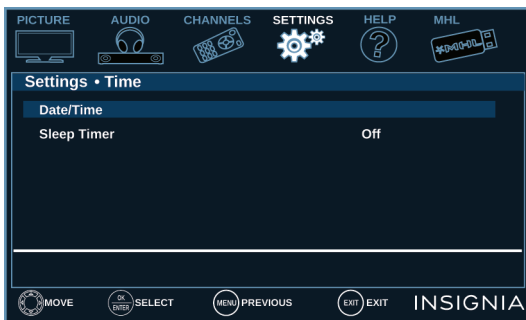 PICTURE AUDIO CHANNELS SETTINGS HELP MHL
MHL
Settings • Time
Date/Time
Sleep Timer Off
MOVE OK ENTER SELECT MENU PREVIOUS EXIT EXIT INSIGNIA